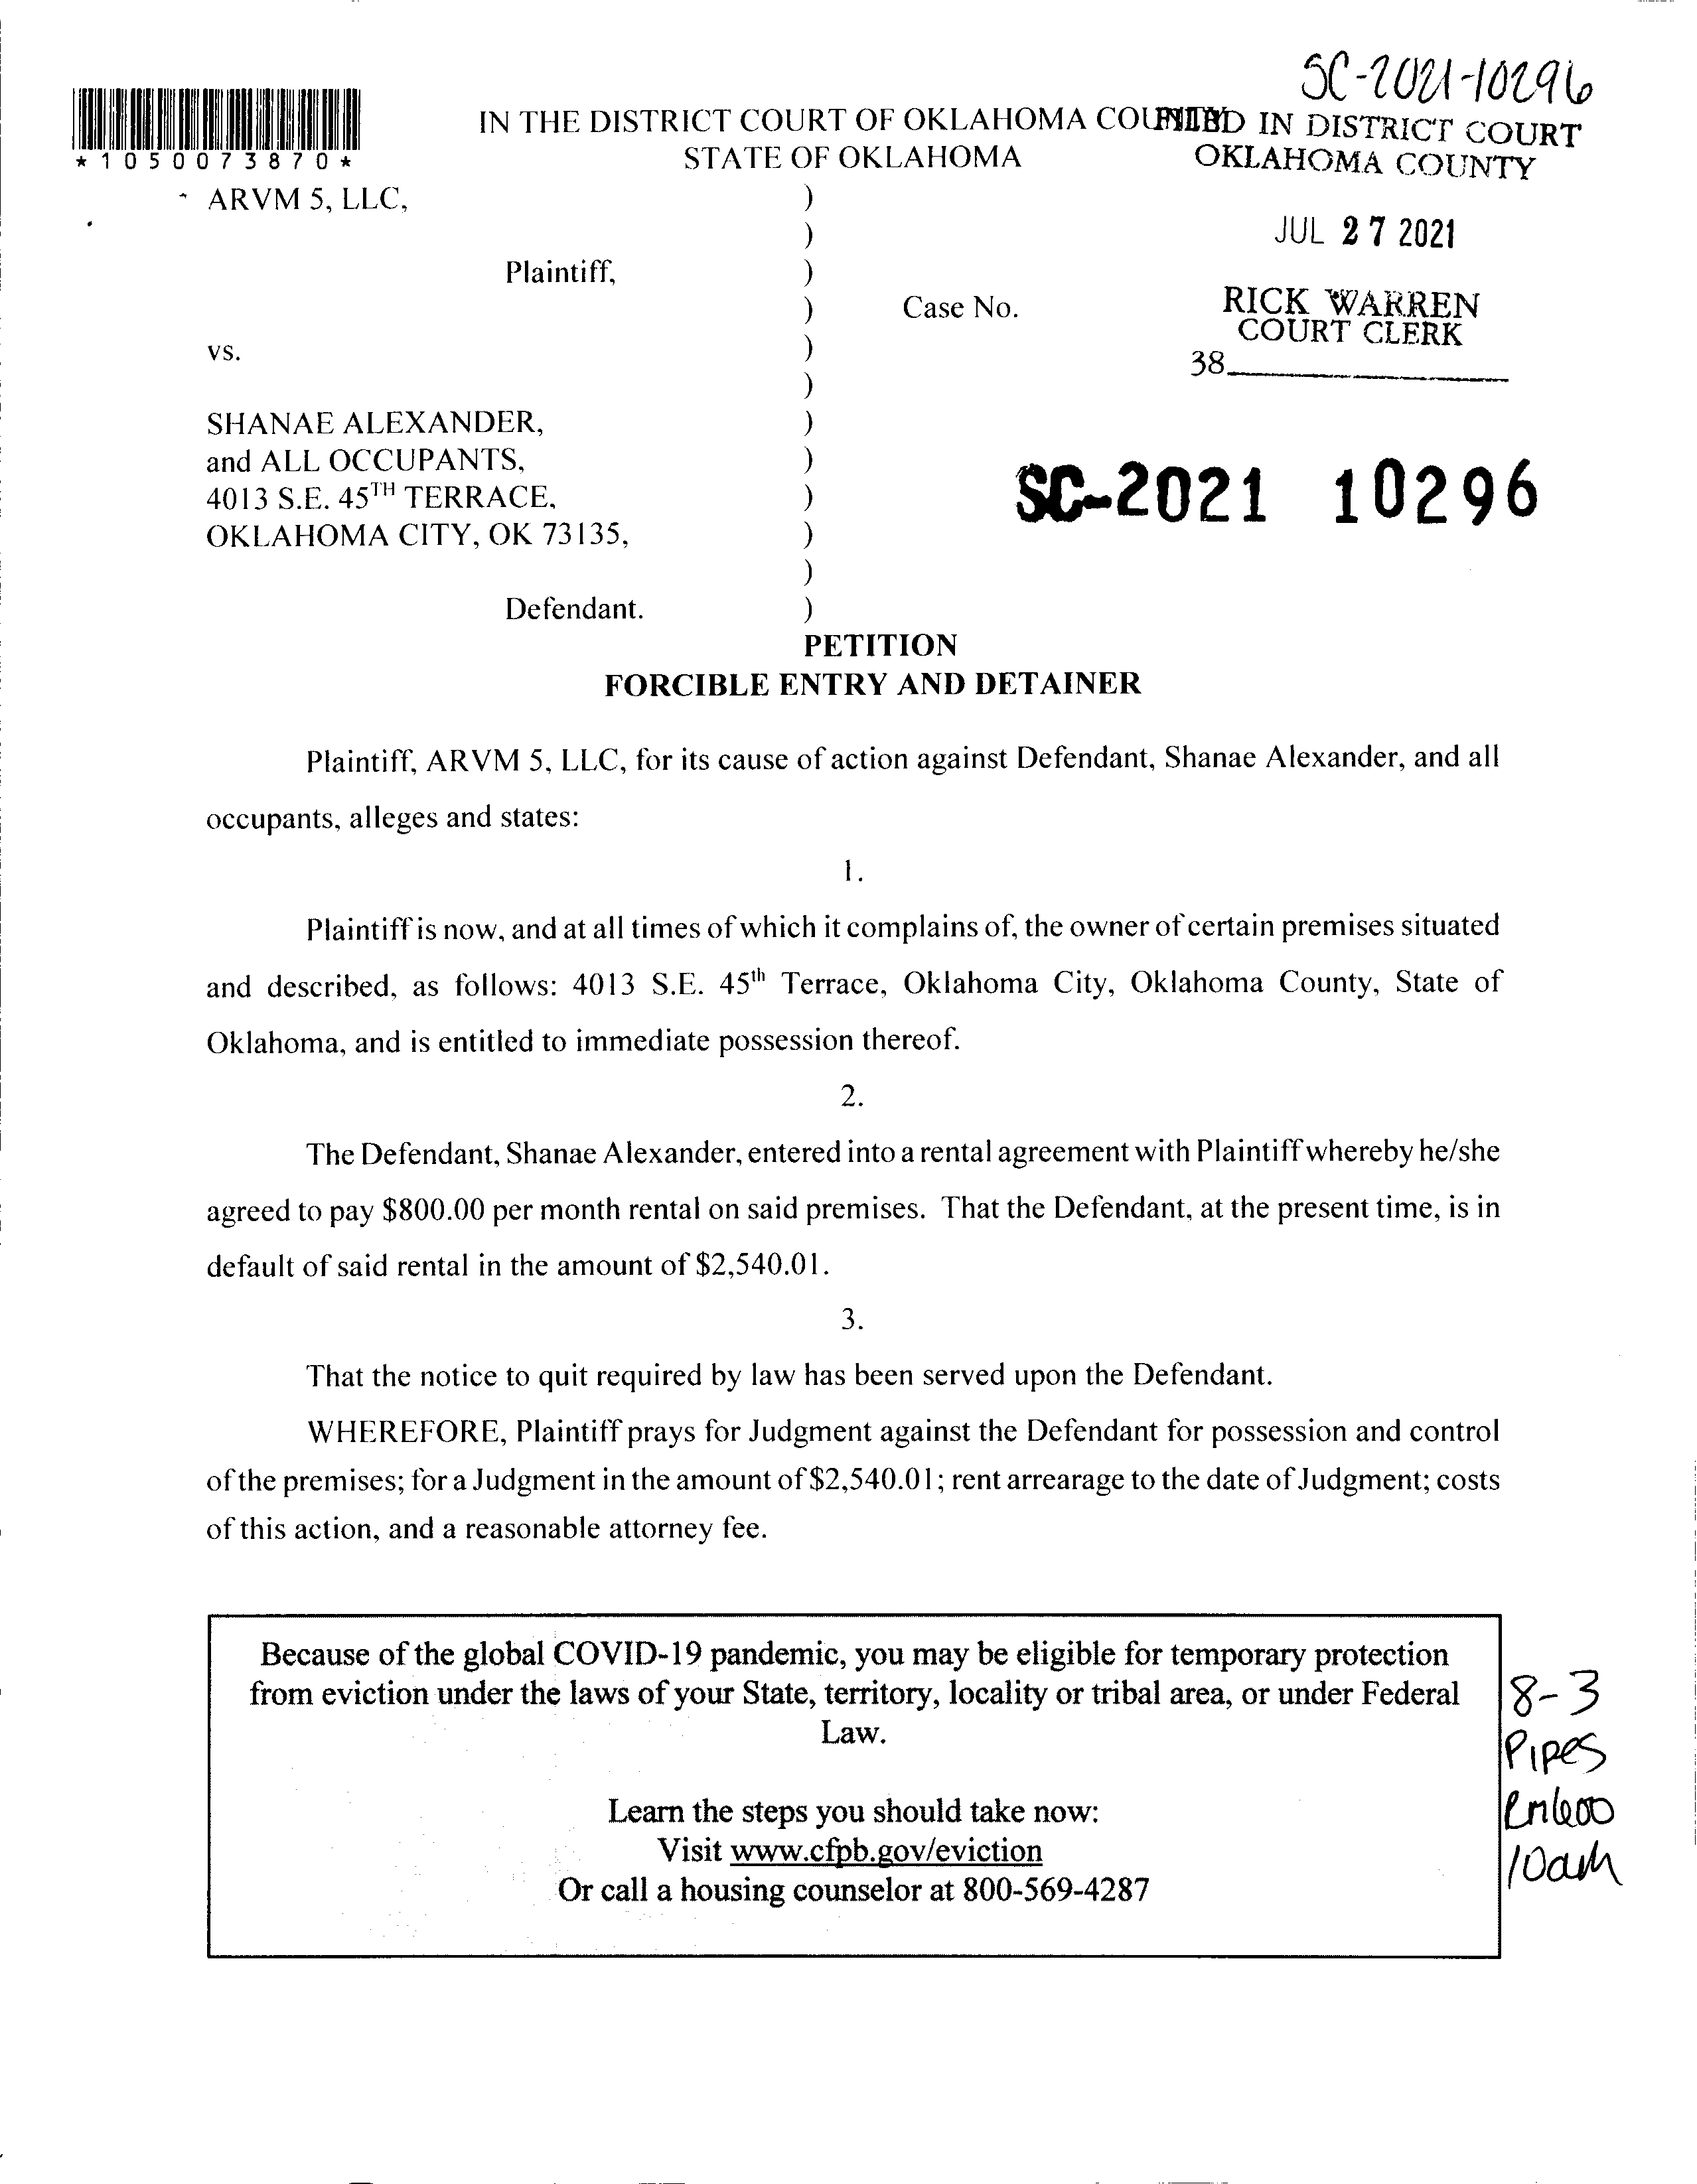 SC-2021-10296
IN THE DISTRICT COURT OF OKLAHOMA COUNTY
STATE OF OKLAHOMA
FILED IN DISTRICT COURT
OKLAHOMA COUNTY
*1050073870*
ARVM 5, LLC,
)
)
JUL 27 2021
Plaintiff,
)
)
Case No.
RICK WARREN
COURT CLERK
38
vs.
)
)
SHANAE ALEXANDER,
)
and ALL OCCUPANTS,
)
4013 S.E. 45TH TERRACE,
)
OKLAHOMA CITY, OK 73135,
)
)
SC-2021 10296
Defendant.
)
PETITION
FORCIBLE ENTRY AND DETAINER
Plaintiff, ARVM 5, LLC, for its cause of action against Defendant, Shanae Alexander, and all
occupants, alleges and states:
1.
Plaintiff is now, and at all times of which it complains of, the owner of certain premises situated
and described, as follows: 4013 S.E. 45th Terrace, Oklahoma City, Oklahoma County, State of
Oklahoma, and is entitled to immediate possession thereof.
2.
The Defendant, Shanae Alexander, entered into a rental agreement with Plaintiff whereby he/she
agreed to pay $800.00 per month rental on said premises. That the Defendant, at the present time, is in
default of said rental in the amount of $2,540.01.
3.
That the notice to quit required by law has been served upon the Defendant.
WHEREFORE, Plaintiff prays for Judgment against the Defendant for possession and control
of the premises; for a Judgment in the amount of $2,540.01; rent arrearage to the date of Judgment; costs
of this action, and a reasonable attorney fee.
Because of the global COVID-19 pandemic, you may be eligible for temporary protection
from eviction under the laws of your State, territory, locality or tribal area, or under Federal
Law.
Learn the steps you should take now:
Visit www.cfpb.gov/eviction
Or call a housing counselor at 800-569-4287
8-3
Pipes
rm600
10am